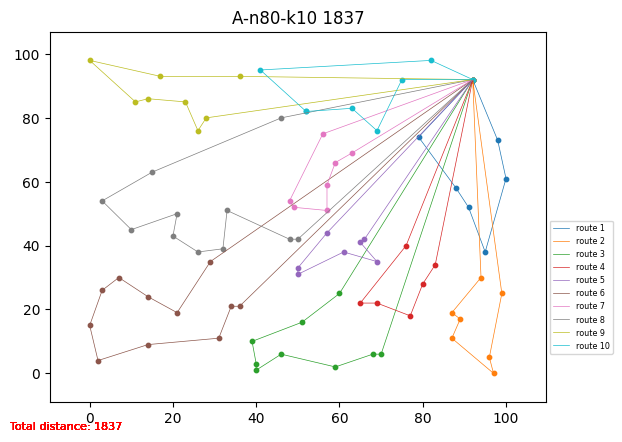 A-n80-k10 1837
100
80
60
40
20
0
0 20 40 60 80 100
route 1
route 2
route 3
route 4
route 5
route 6
route 7
route 8
route 9
route 10
Total distance: 1837